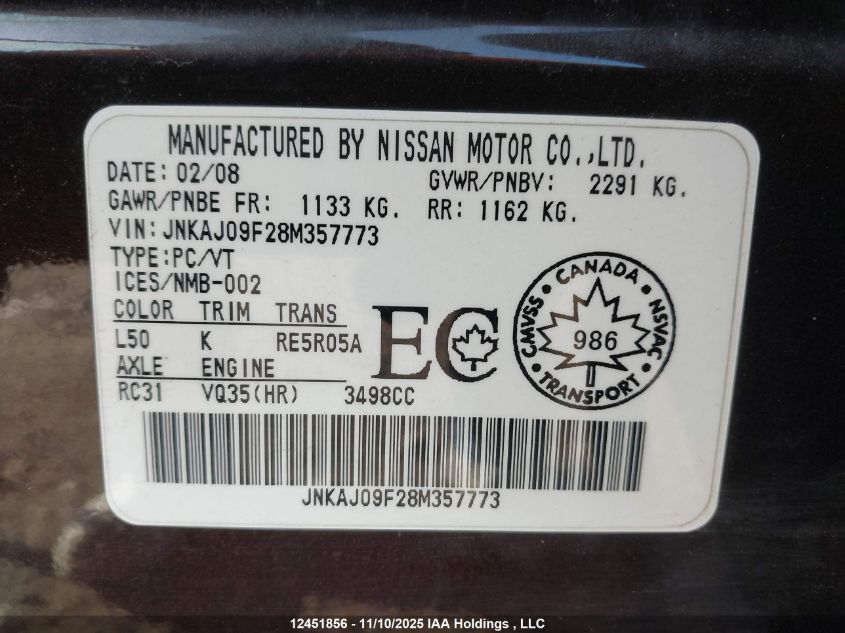 MANUFACTURED BY NISSAN MOTOR CO.,LTD.
DATE: 02/08 GVWR/PNBV: 2291 KG.
GAWR/PNBE FR: 1133 KG. RR: 1162 KG.
VIN: JNKAJ09F28M357773
TYPE:PC/VT
ICES/NMB-002
COLOR TRIM TRANS
L50 K RE5R05A
AXLE ENGINE
RC31 VQ35(HR) 3498CC
EC
CANADA
CMVSS NSVAC
986
TRANSPORT
JNKAJ09F28M357773
12451856 - 11/10/2025 IAA Holdings , LLC